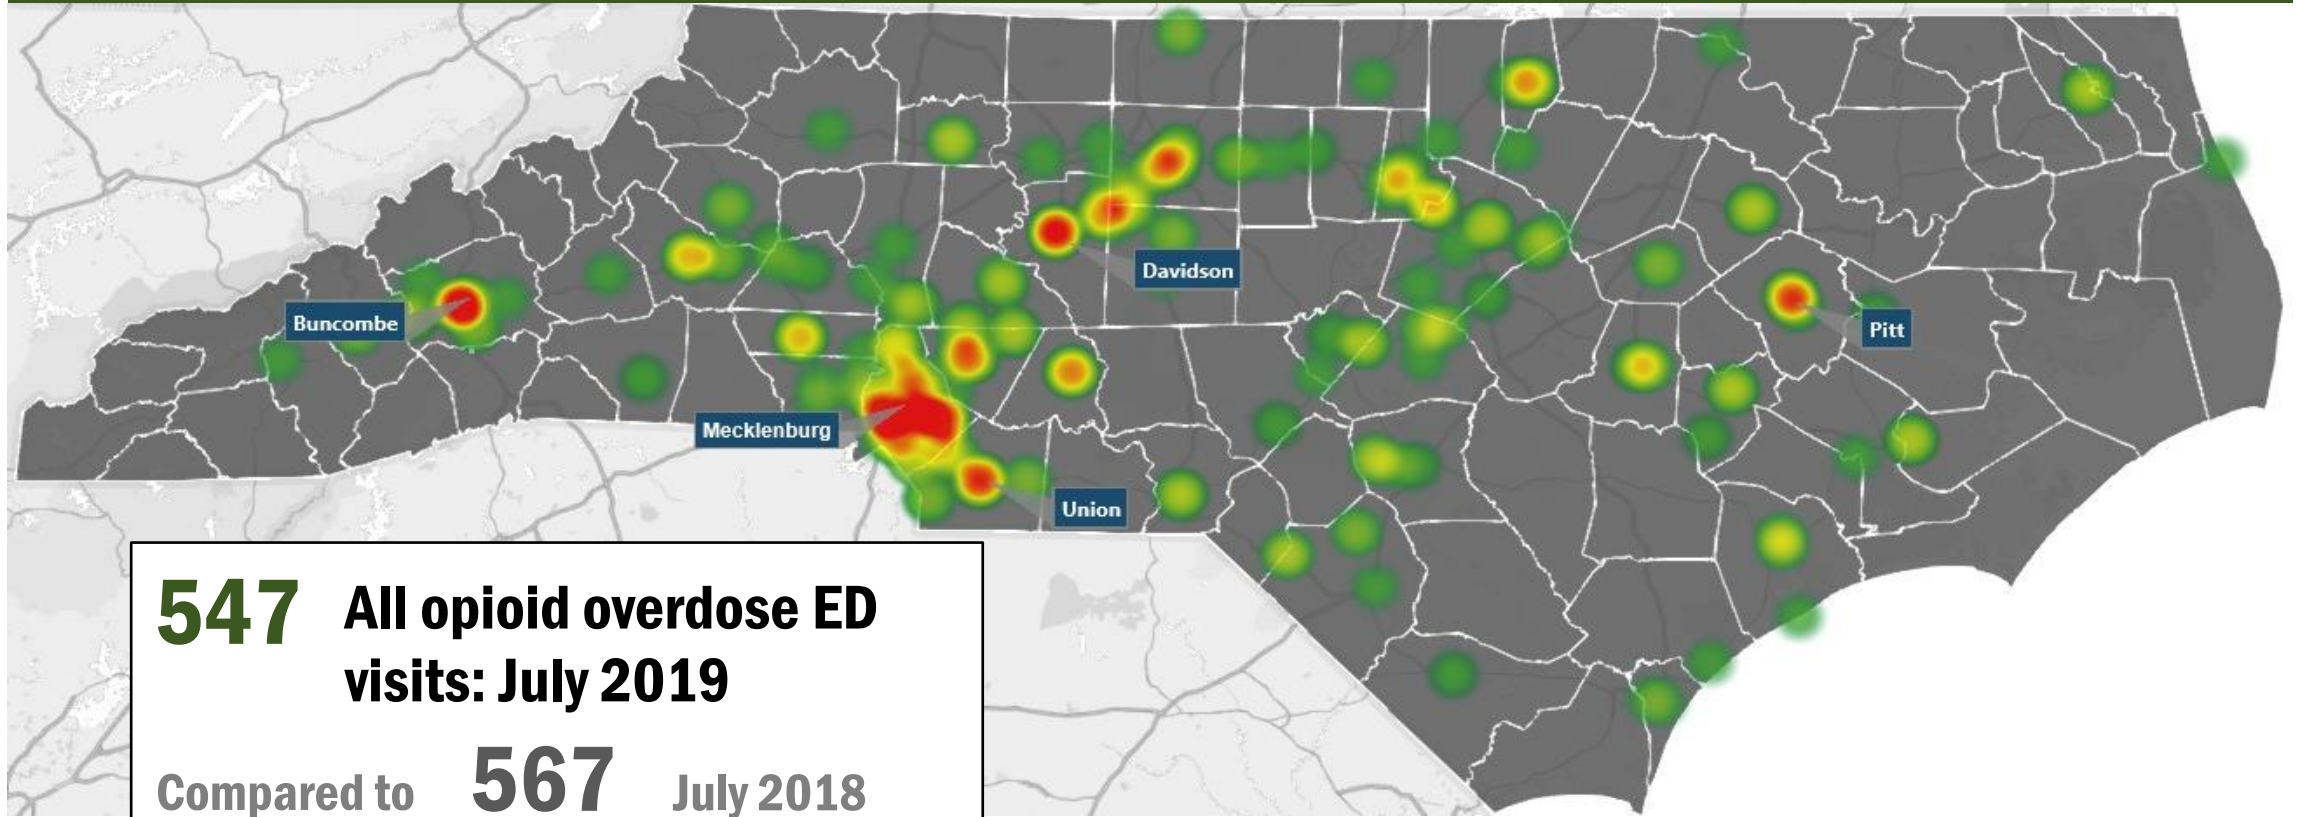 Davidson
Buncombe
Pitt
Mecklenburg
Union
547 All opioid overdose ED
visits: July 2019
Compared to 567 July 2018